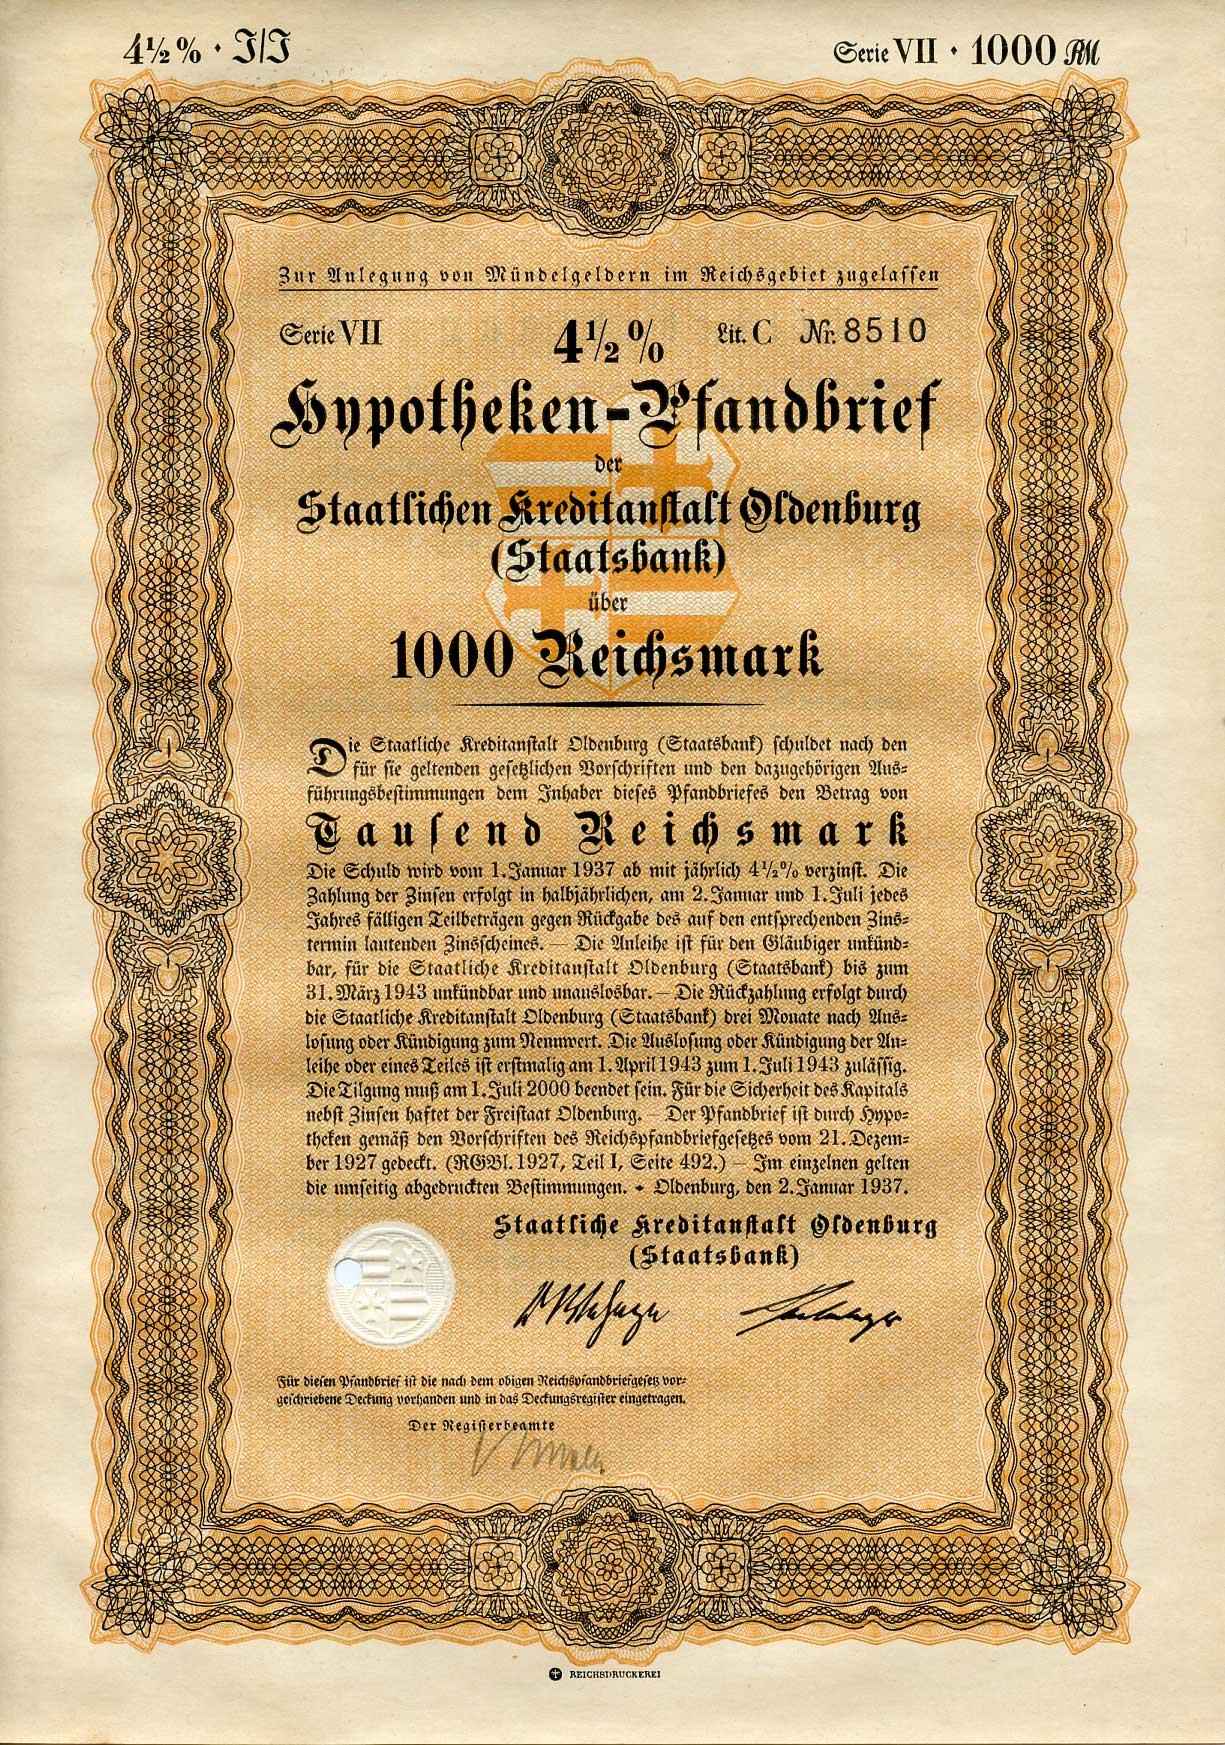 4½% · J/J
Serie VII · 1000 RM
Zur Anlegung von Mündelgeldern im Reichsgebiet zugelassen
Serie VII 4½% Lit. C Nr. 8510
Hypotheken-Pfandbrief
der
Staatlichen Kreditanstalt Oldenburg
(Staatsbank)
über
1000 Reichsmark
Die Staatliche Kreditanstalt Oldenburg (Staatsbank) schuldet nach den
für sie geltenden gesetzlichen Vorschriften und den dazugehörigen Aus-
führungsbestimmungen dem Inhaber dieses Pfandbriefes den Betrag von
Tausend Reichsmark
Die Schuld wird vom 1. Januar 1937 ab mit jährlich 4½% verzinst. Die
Zahlung der Zinsen erfolgt in halbjährlichen, am 2. Januar und 1. Juli jedes
Jahres fälligen Teilbeträgen gegen Rückgabe des auf den entsprechenden Zins-
termin lautenden Zinsscheines. — Die Anleihe ist für den Gläubiger unkünd-
bar, für die Staatliche Kreditanstalt Oldenburg (Staatsbank) bis zum
31. März 1943 unkündbar und unauslosbar. — Die Rückzahlung erfolgt durch
die Staatliche Kreditanstalt Oldenburg (Staatsbank) drei Monate nach Aus-
losung oder Kündigung zum Nennwert. Die Auslosung oder Kündigung der An-
leihe oder eines Teiles ist erstmalig am 1. April 1943 zum 1. Juli 1943 zulässig.
Die Tilgung muß am 1. Juli 2000 beendet sein. Für die Sicherheit des Kapitals
nebst Zinsen haftet der Freistaat Oldenburg. — Der Pfandbrief ist durch Hypo-
theken gemäß den Vorschriften des Reichspfandbriefgesetzes vom 21. Dezem-
ber 1927 gedeckt. (RGBl. 1927, Teil I, Seite 492.) — Im einzelnen gelten
die umseitig abgedruckten Bestimmungen. ✦ Oldenburg, den 2. Januar 1937.
Staatliche Kreditanstalt Oldenburg
(Staatsbank)
Für diesen Pfandbrief ist die nach dem obigen Reichspfandbriefgesetz vor-
geschriebene Deckung vorhanden und in das Deckungsregister eingetragen.
Der Registerbeamte
REICHSDRUCKEREI